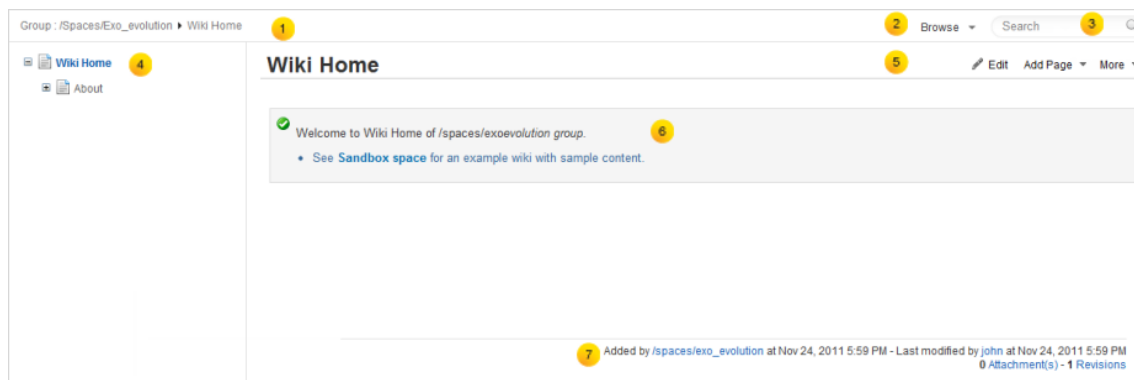 Group : /Spaces/Exo_evolution ▸ Wiki Home 1 2 Browse Search 3
Wiki Home 4
About
Wiki Home 5 Edit Add Page More
Welcome to Wiki Home of /spaces/exoevolution group. 6
• See Sandbox space for an example wiki with sample content.
7 Added by /spaces/exo_evolution at Nov 24, 2011 5:59 PM - Last modified by john at Nov 24, 2011 5:59 PM
0 Attachment(s) - 1 Revisions